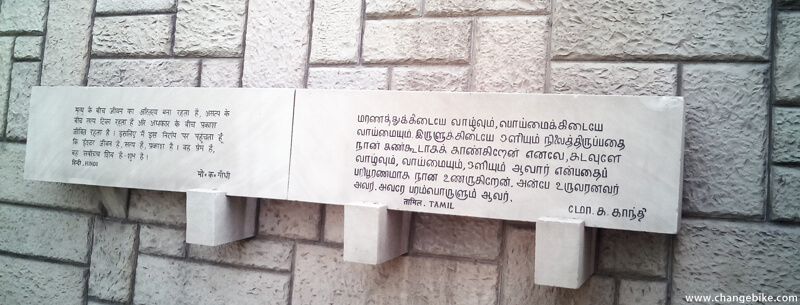 मृत्यु के बीच जीवन का अस्तित्व बना रहता है, असत्य के
बीच सत्य टिका रहता है और अंधकार के बीच प्रकाश
जीवित रहता है। इसलिए मैं इस निर्णय पर पहुंचता हूं
कि ईश्वर जीवन है, सत्य है, प्रकाश है। वह प्रेम है,
वह सर्वोच्च शिव है-शुभ है।
हिन्दी, HINDI
मो॰ क॰ गाँधी
மரணத்துக்கிடையே வாழ்வும், வாய்மைக்கிடையே
வாய்மையும். இருளுக்கிடையே ஒளியும் நிலைத்திருப்பதை
நான் கண்கூடாகக் காண்கிறேன் எனவே, கடவுளே
வாழ்வும், வாய்மையும், ஒளியும் ஆவார் என்பதைப்
பரிபூரணமாக நான் உணருகிறேன். அன்பே உருவானவர்
அவர். அவரே பரம்பொருளும் ஆவர்.
तामिल. TAMIL
மோ. க. காந்தி
www.changebike.com